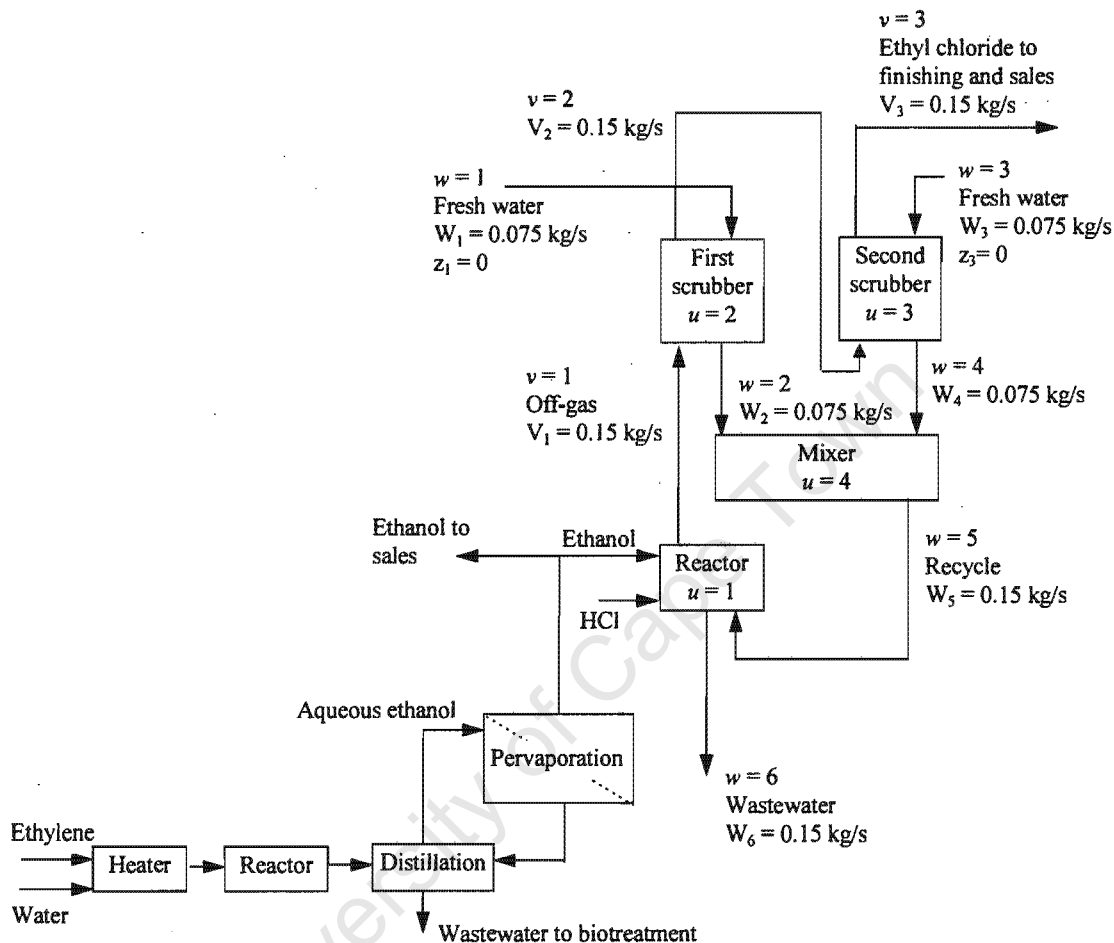 v = 3
Ethyl chloride to
finishing and sales
V₃ = 0.15 kg/s
v = 2
V₂ = 0.15 kg/s
w = 1
Fresh water
W₁ = 0.075 kg/s
z₁ = 0
w = 3
Fresh water
W₃ = 0.075 kg/s
z₃= 0
First
scrubber
u = 2
Second
scrubber
u = 3
v = 1
Off-gas
V₁ = 0.15 kg/s
w = 2
W₂ = 0.075 kg/s
w = 4
W₄ = 0.075 kg/s
Mixer
u = 4
Ethanol to
sales
Ethanol
Reactor
u = 1
HCl
w = 5
Recycle
W₅ = 0.15 kg/s
Aqueous ethanol
Pervaporation
w = 6
Wastewater
W₆ = 0.15 kg/s
Ethylene
Heater
Reactor
Distillation
Water
Wastewater to biotreatment
University of Cape Town